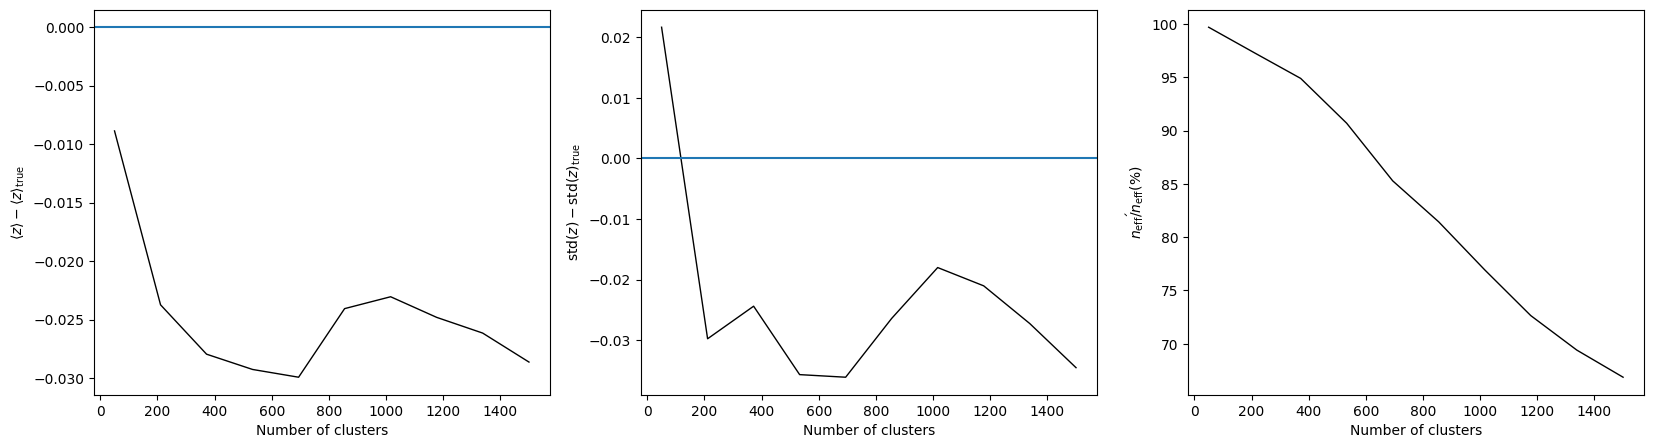 0.000
−0.005
−0.010
−0.015
−0.020
−0.025
−0.030
⟨z⟩ − ⟨z⟩true
0 200 400 600 800 1000 1200 1400
Number of clusters
0.02
0.01
0.00
−0.01
−0.02
−0.03
std(z) − std(z)true
0 200 400 600 800 1000 1200 1400
Number of clusters
100
95
90
85
80
75
70
n′eff/neff(%)
0 200 400 600 800 1000 1200 1400
Number of clusters